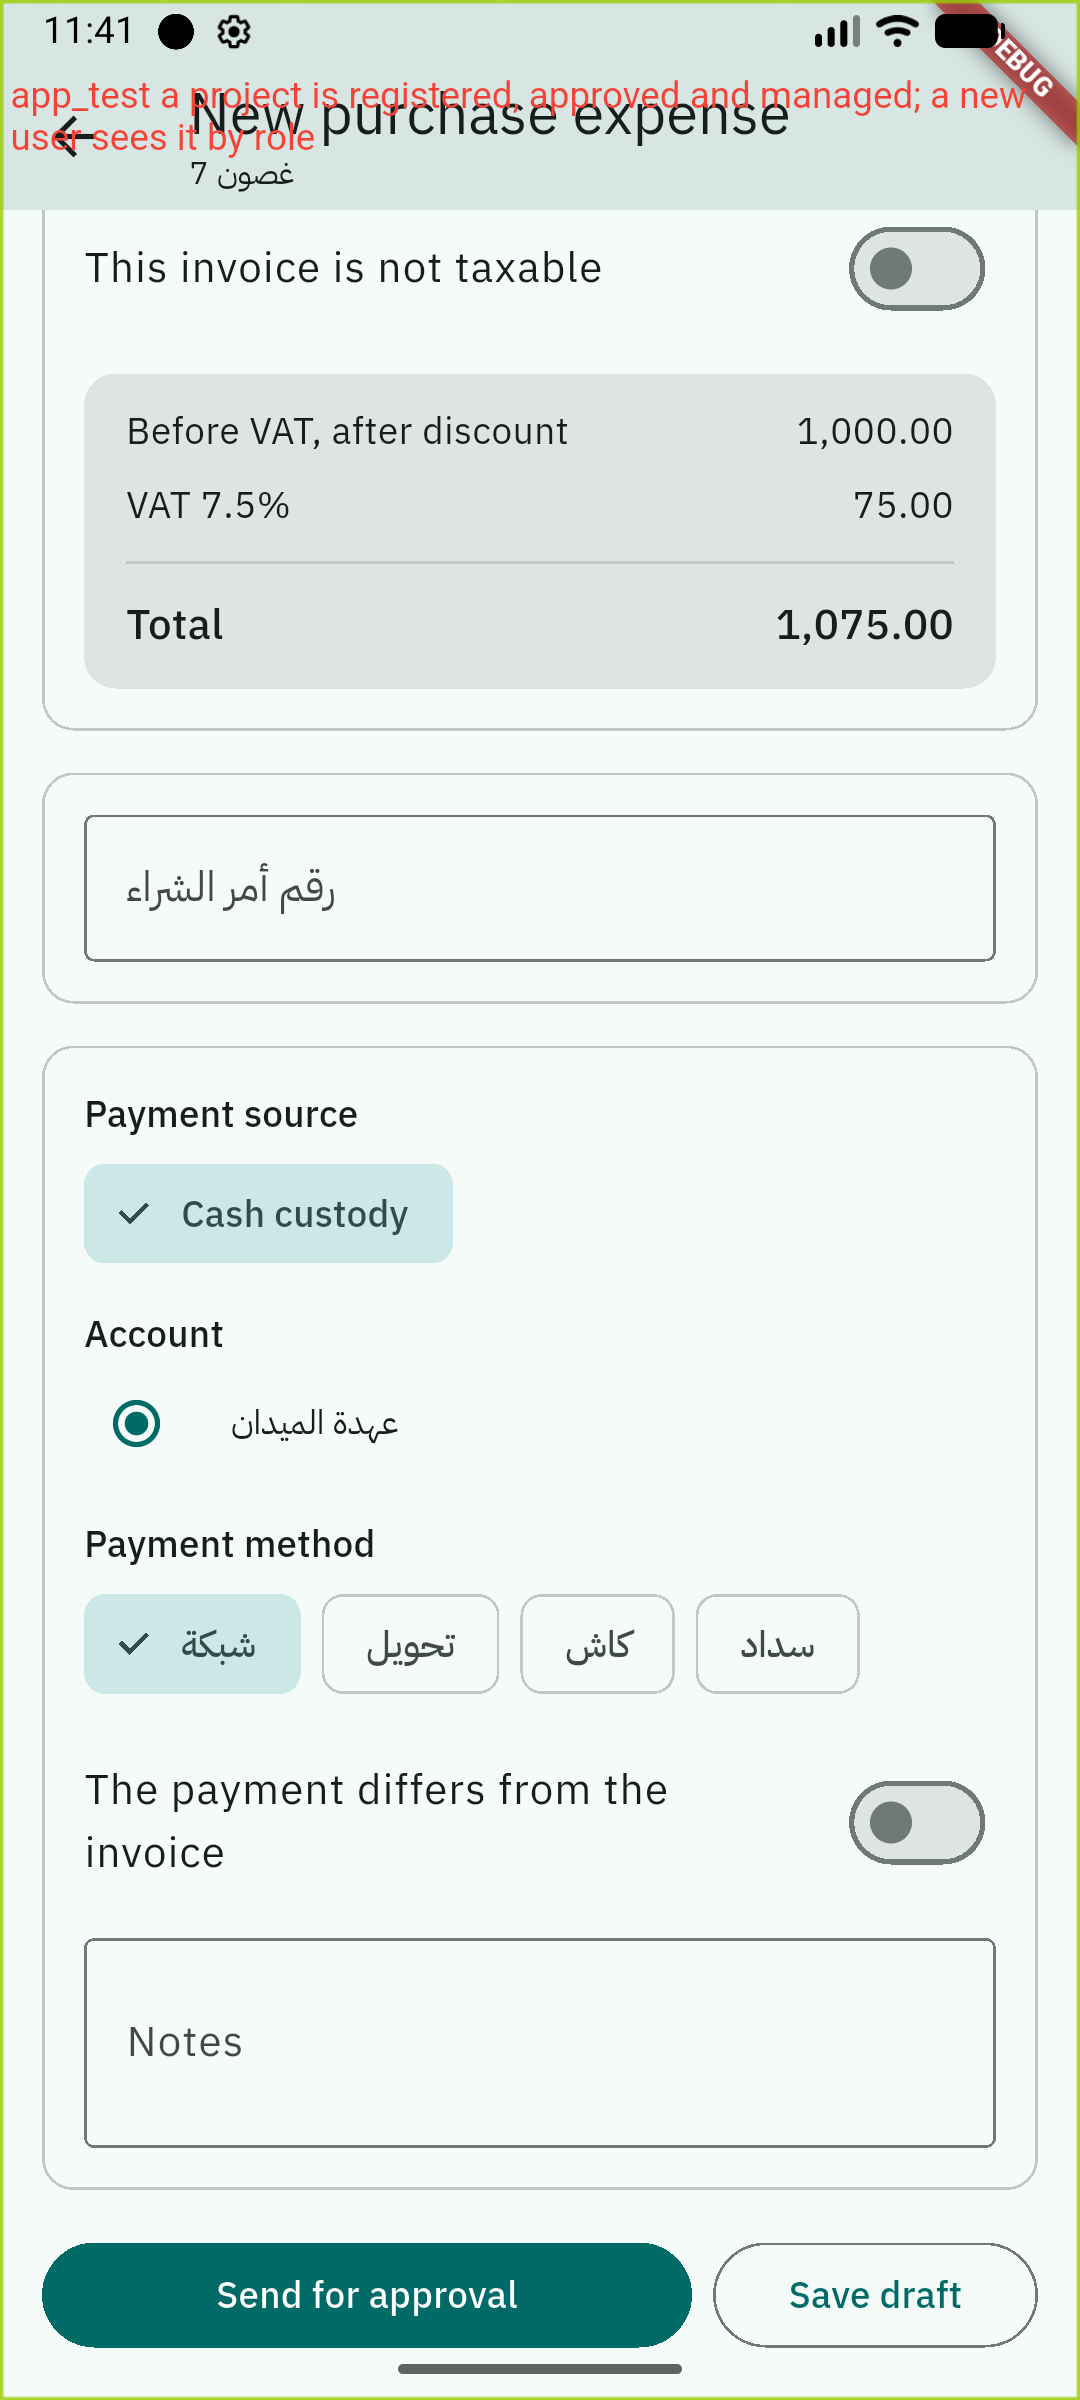 11:41
EBUG
app_test a project is registered, approved and managed; a new
user sees it by role
New purchase expense
غصون 7
This invoice is not taxable
Before VAT, after discount 1,000.00
VAT 7.5% 75.00
Total 1,075.00
رقم أمر الشراء
Payment source
Cash custody
Account
عهدة الميدان
Payment method
شبكة تحويل كاش سداد
The payment differs from the
invoice
Notes
Send for approval Save draft